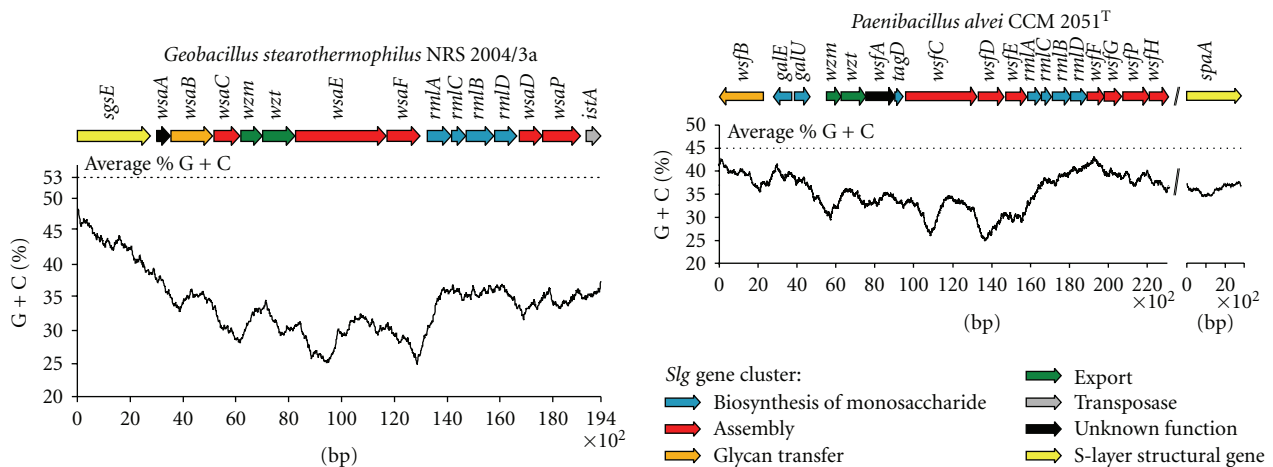 Geobacillus stearothermophilus NRS 2004/3a
sgsE wsaA wsaB wsaC wzm wzt wsaE wsaF rmlA rmlC rmlB rmlD wsaD wsaP istA
Average % G + C
53
50
45
40
35
30
25
20
G + C (%)
0 20 40 60 80 100 120 140 160 180 194
×10²
(bp)
Paenibacillus alvei CCM 2051ᵀ
wsfB galE galU wzm wzt wsfA tagD wsfC wsfD wsfE rmlA rmlC rmlB rmlD wsfF wsfG wsfP wsfH spaA
Average % G + C
50
45
40
35
30
25
20
G + C (%)
0 20 40 60 80 100 120 140 160 180 200 220 0 20
×10² ×10²
(bp) (bp)
Slg gene cluster:
Biosynthesis of monosaccharide
Assembly
Glycan transfer
Export
Transposase
Unknown function
S-layer structural gene